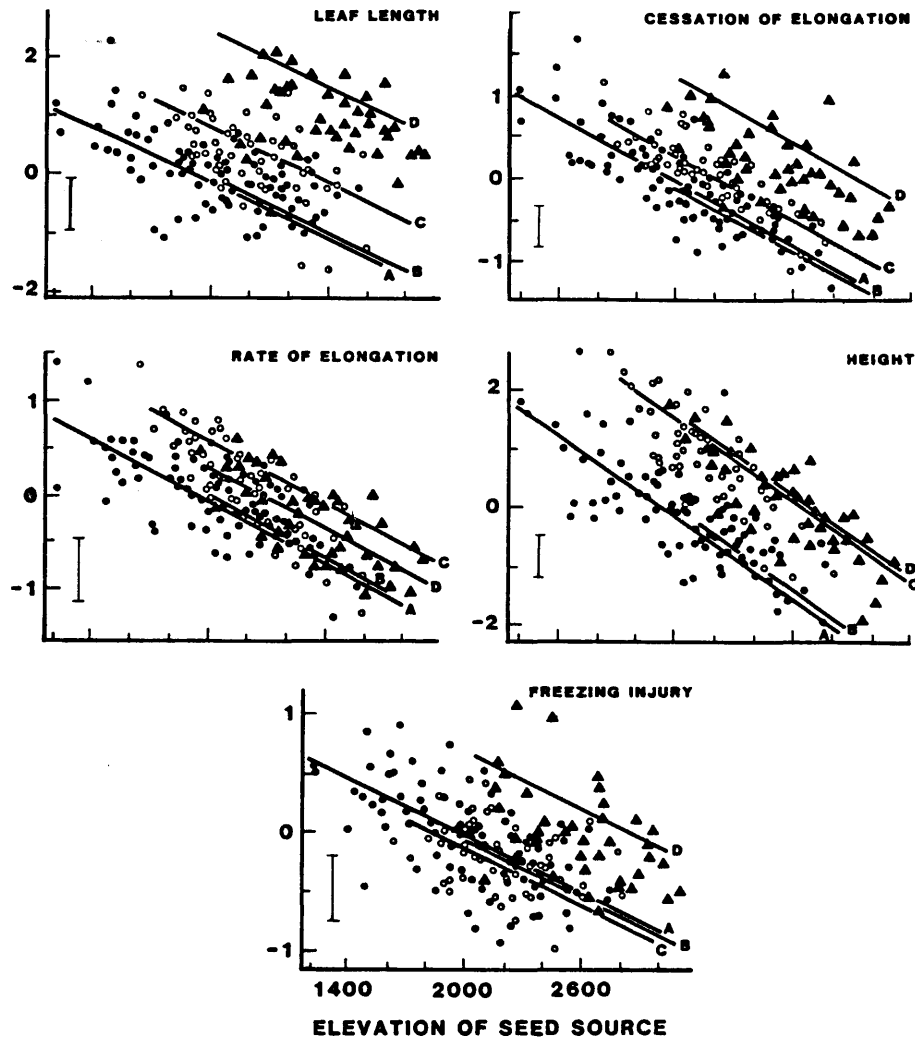 LEAF LENGTH
2
0
-2
D
C
B
A
CESSATION OF ELONGATION
1
0
-1
D
C
A
B
RATE OF ELONGATION
1
0
-1
C
D
B
A
HEIGHT
2
0
-2
D
C
B
A
FREEZING INJURY
1
0
-1
D
A
B
C
1400 2000 2600
ELEVATION OF SEED SOURCE